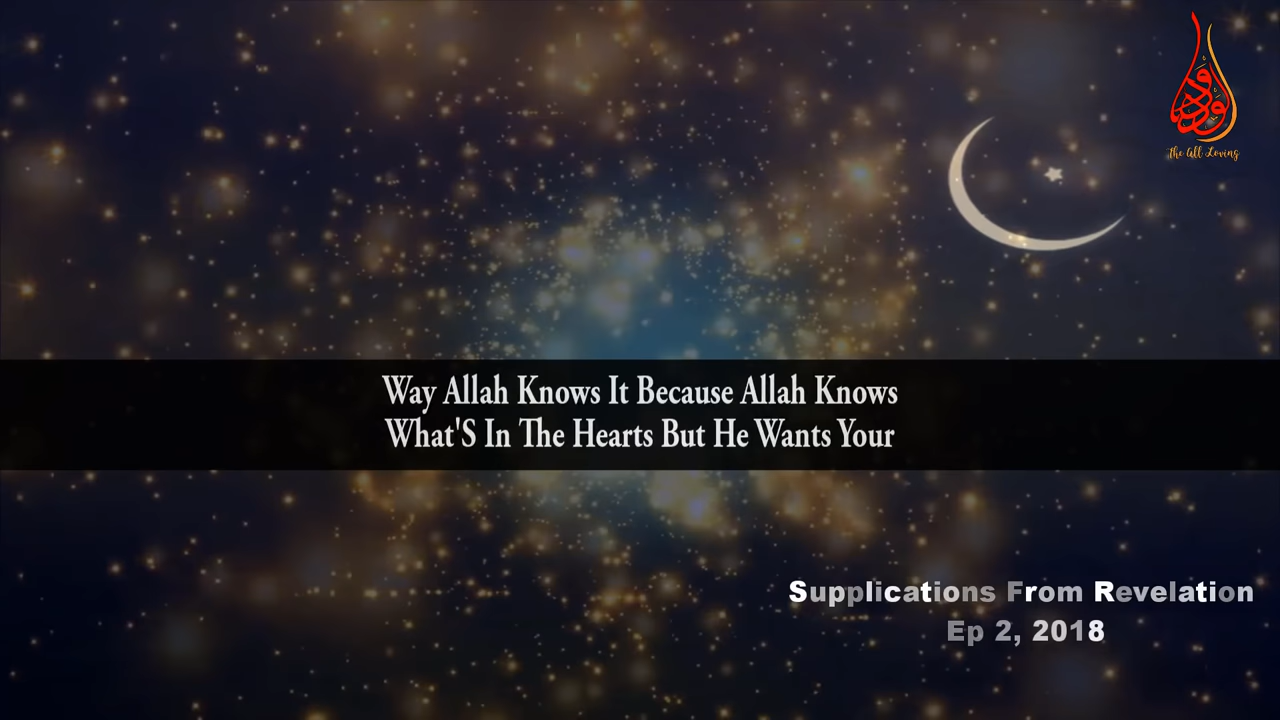 الودود
The All Loving
Way Allah Knows It Because Allah Knows
What'S In The Hearts But He Wants Your
Supplications From Revelation
Ep 2, 2018